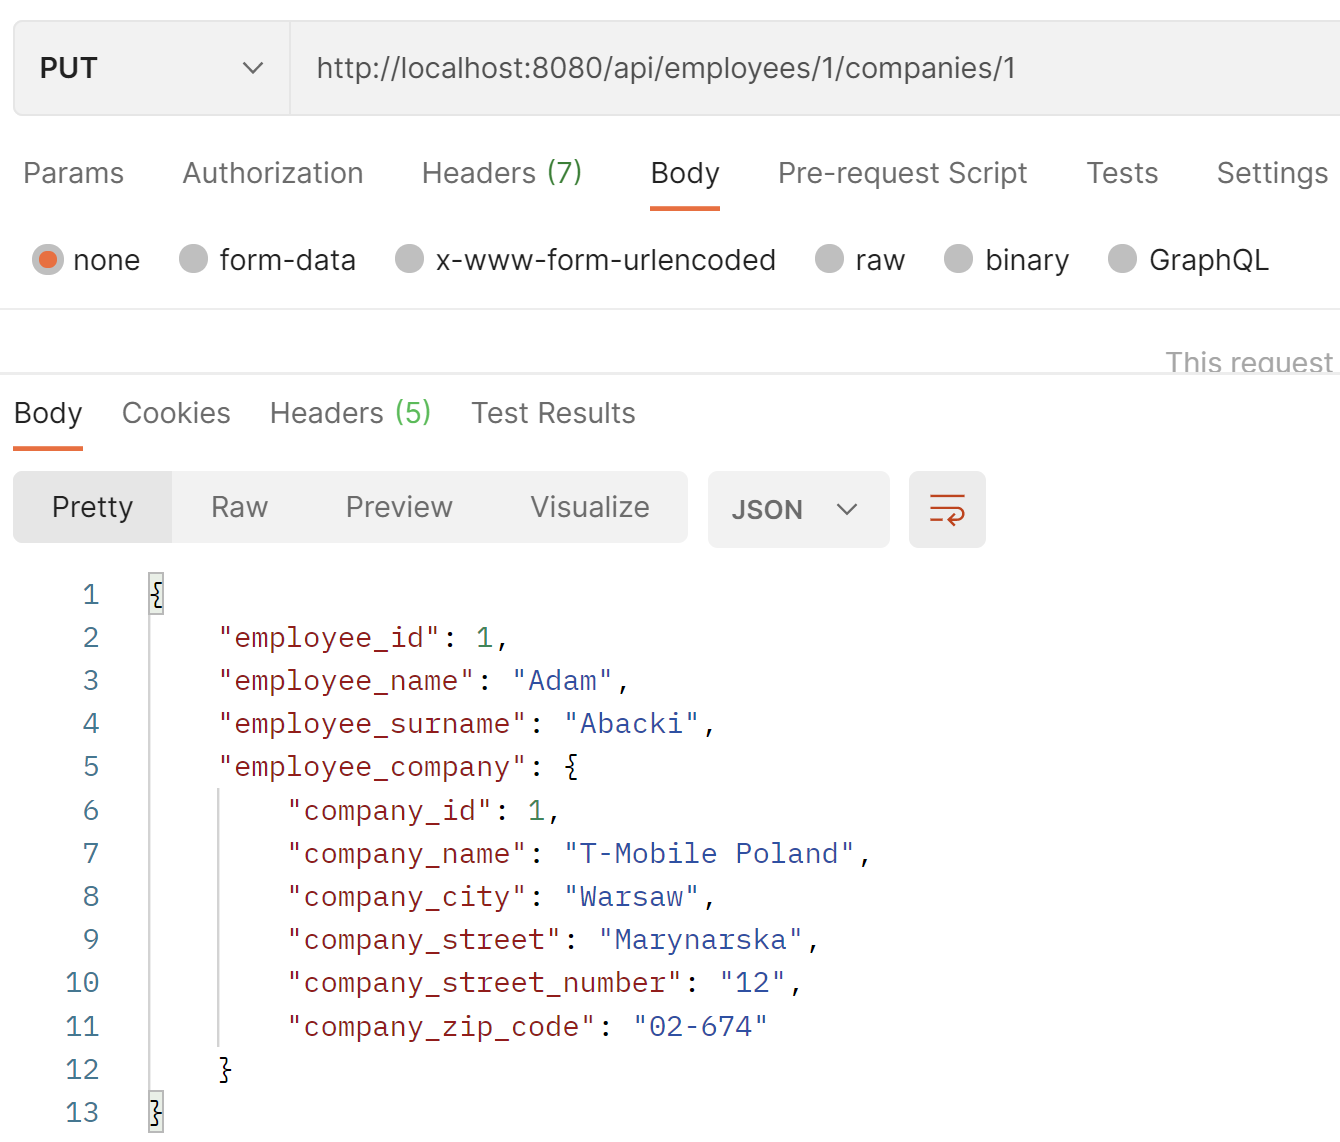 PUT http://localhost:8080/api/employees/1/companies/1
Params Authorization Headers (7) Body Pre-request Script Tests Settings
none form-data x-www-form-urlencoded raw binary GraphQL
This request
Body Cookies Headers (5) Test Results
Pretty Raw Preview Visualize JSON
1 {
2 "employee_id": 1,
3 "employee_name": "Adam",
4 "employee_surname": "Abacki",
5 "employee_company": {
6 "company_id": 1,
7 "company_name": "T-Mobile Poland",
8 "company_city": "Warsaw",
9 "company_street": "Marynarska",
10 "company_street_number": "12",
11 "company_zip_code": "02-674"
12 }
13 }